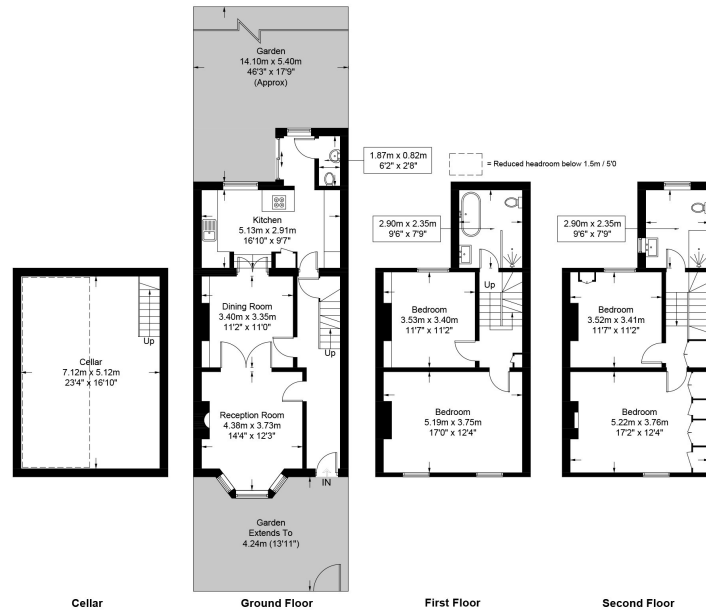 Garden
14.10m x 5.40m
46'3" x 17'9"
(Approx)
1.87m x 0.82m
6'2" x 2'8"
= Reduced headroom below 1.5m / 5'0
Kitchen
5.13m x 2.91m
16'10" x 9'7"
2.90m x 2.35m
9'6" x 7'9"
2.90m x 2.35m
9'6" x 7'9"
Up
Cellar
7.12m x 5.12m
23'4" x 16'10"
Up
Dining Room
3.40m x 3.35m
11'2" x 11'0"
Up
Bedroom
3.53m x 3.40m
11'7" x 11'2"
Bedroom
3.52m x 3.41m
11'7" x 11'2"
Reception Room
4.38m x 3.73m
14'4" x 12'3"
Bedroom
5.19m x 3.75m
17'0" x 12'4"
Bedroom
5.22m x 3.76m
17'2" x 12'4"
IN
Garden
Extends To
4.24m (13'11")
Cellar
Ground Floor
First Floor
Second Floor